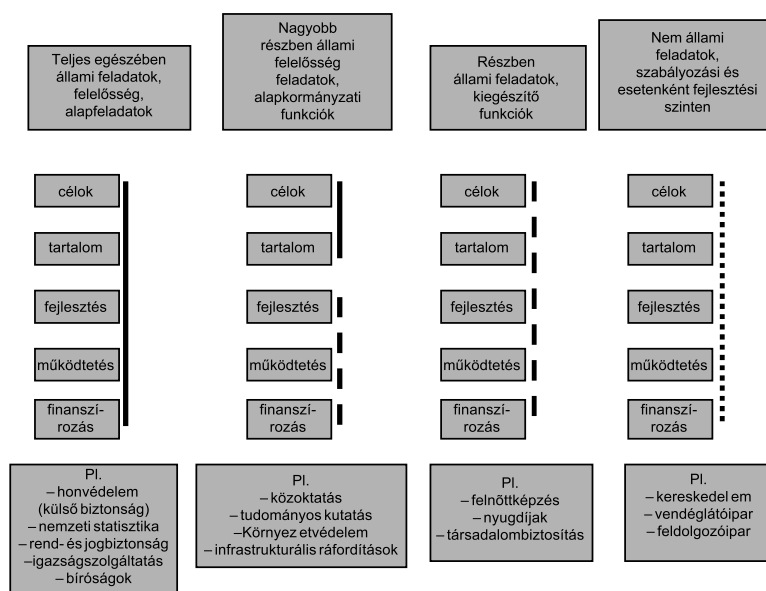 Teljes egészében
állami feladatok,
felelősség,
alapfeladatok
Nagyobb
részben állami
felelősség
feladatok,
alapkormányzati
funkciók
Részben
állami feladatok,
kiegészítő
funkciók
Nem állami
feladatok,
szabályozási és
esetenként fejlesztési
szinten
célok
tartalom
fejlesztés
működtetés
finanszí-
rozás
célok
tartalom
fejlesztés
működtetés
finanszí-
rozás
célok
tartalom
fejlesztés
működtetés
finanszí-
rozás
célok
tartalom
fejlesztés
működtetés
finanszí-
rozás
Pl.
– honvédelem
(külső biztonság)
– nemzeti statisztika
– rend- és jogbiztonság
–igazságszolgáltatás
– bíróságok
Pl.
– közoktatás
– tudományos kutatás
–Környez etvédelem
– infrastrukturális ráfordítások
Pl.
– felnõttképzés
– nyugdíjak
– társadalombiztosítás
Pl.
– kereskedel em
– vendéglátóipar
– feldolgozóipar